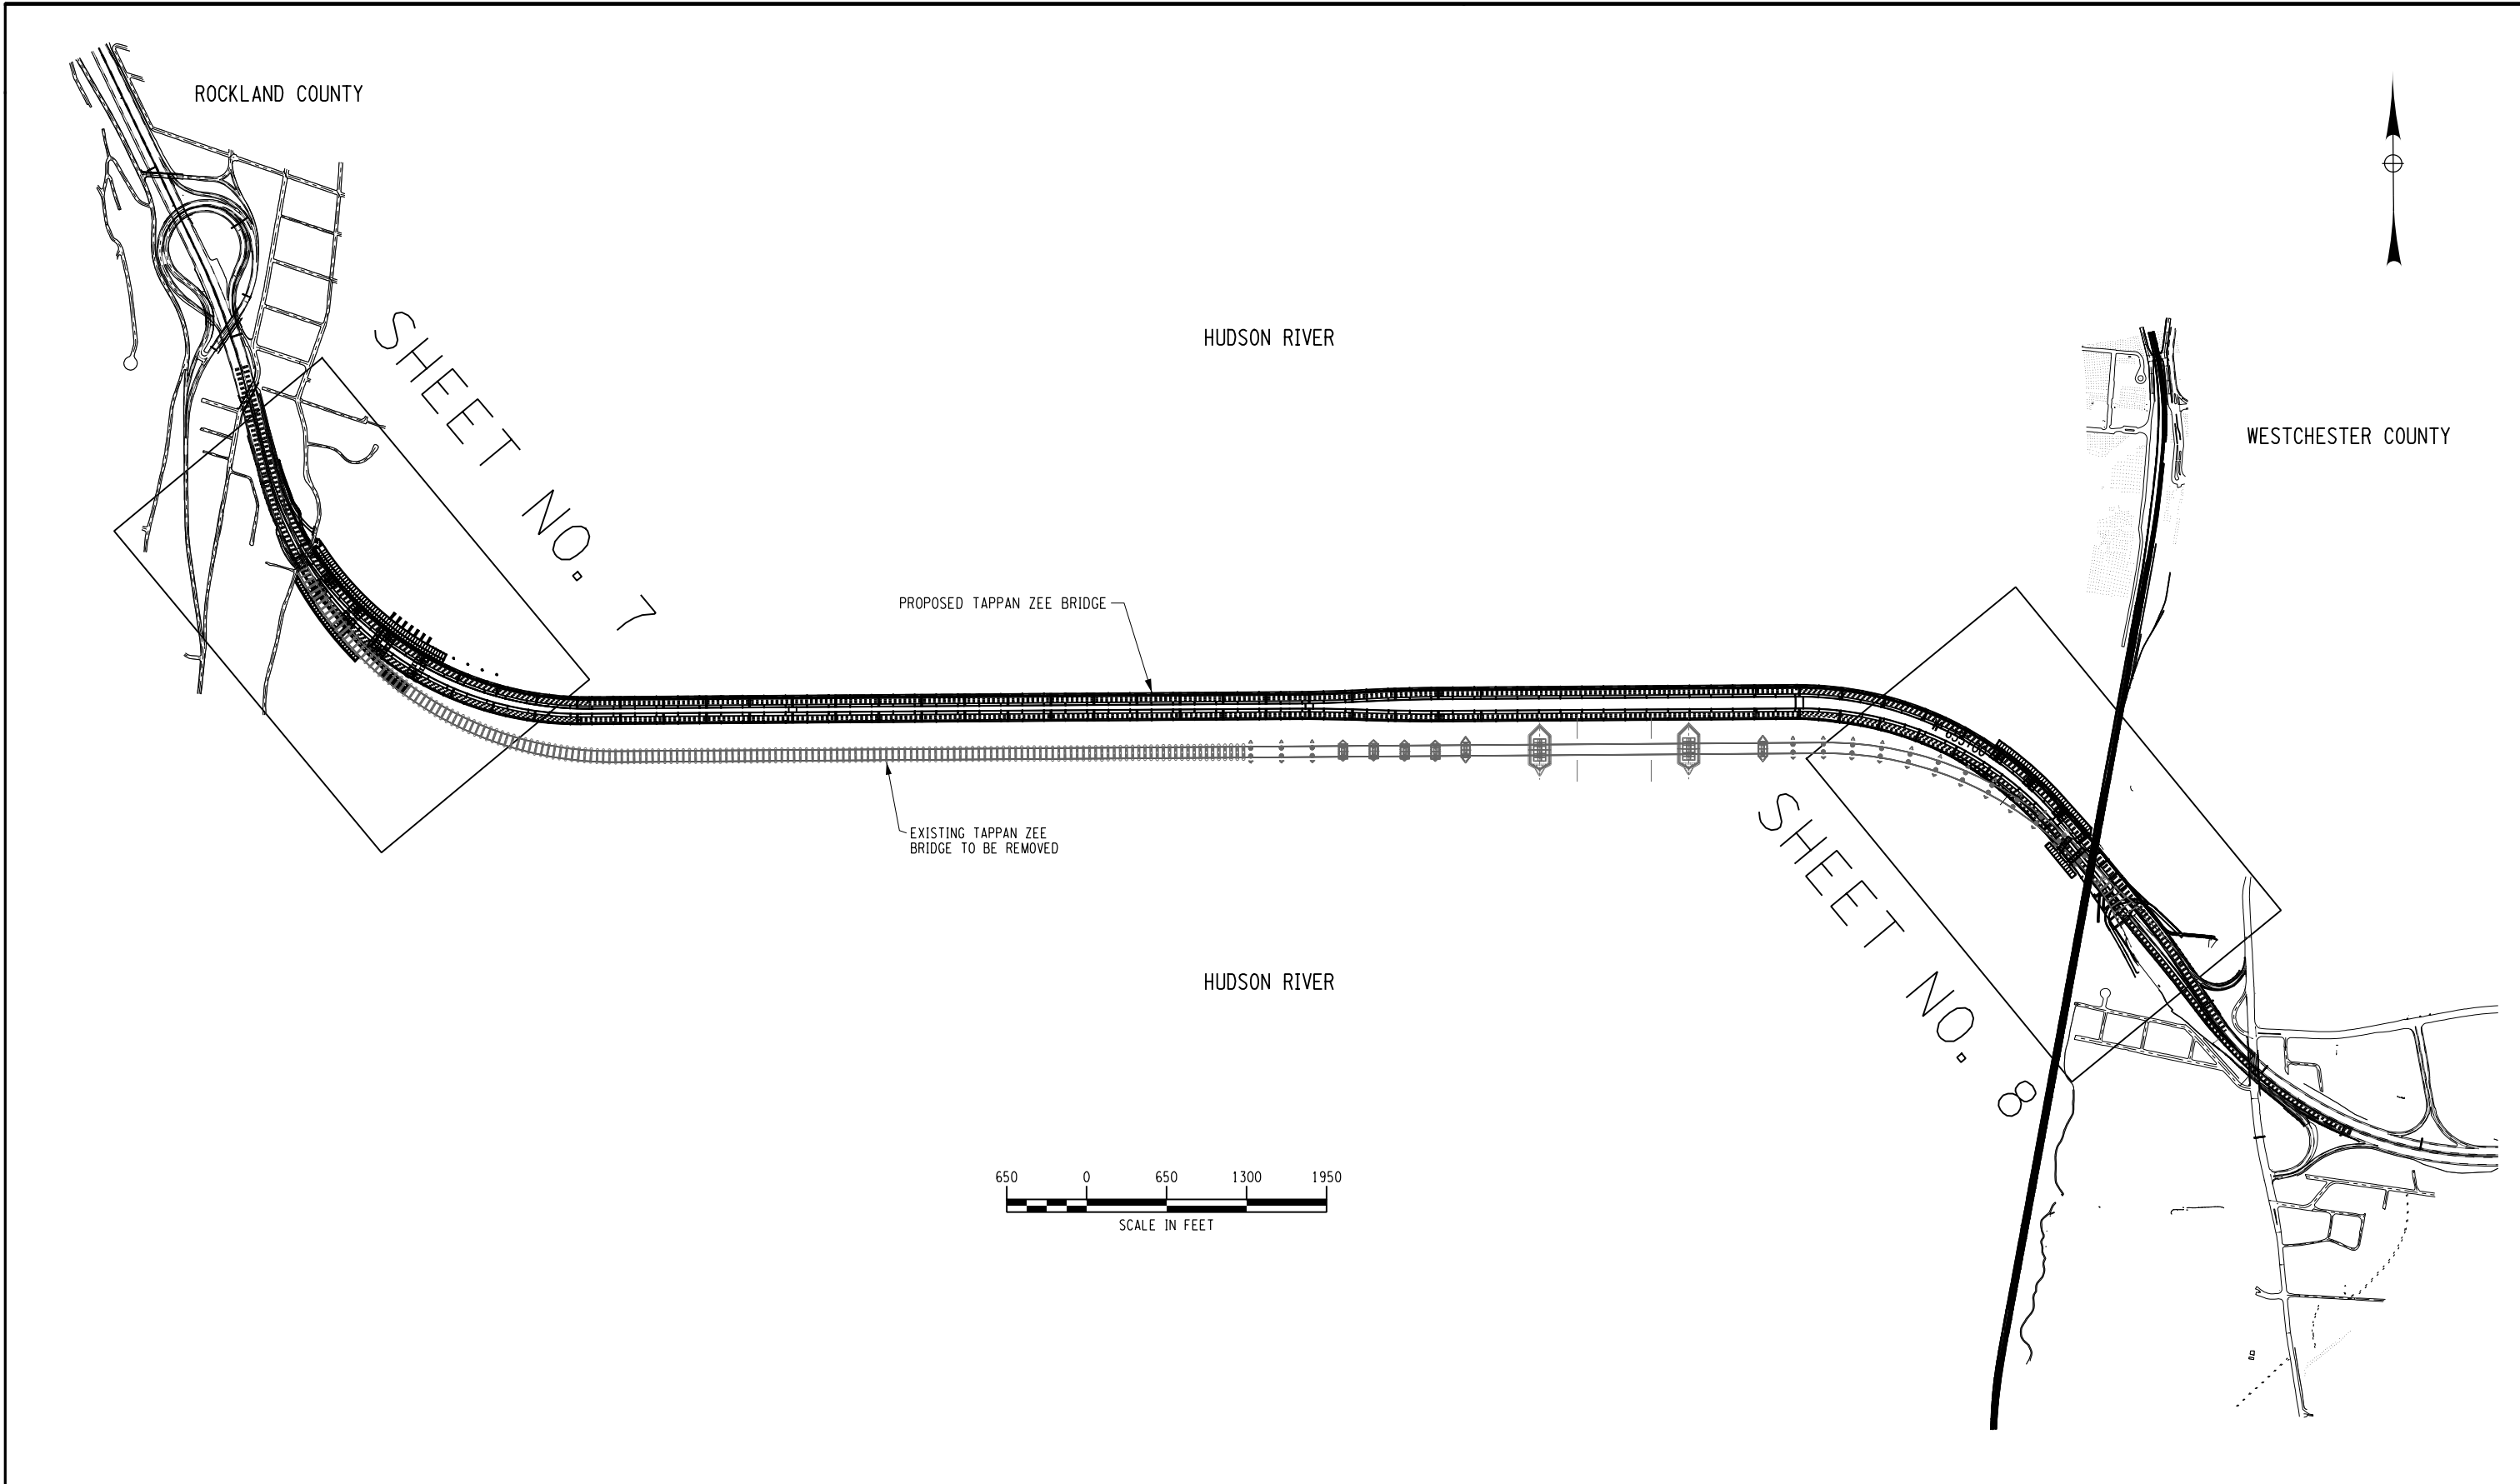 ROCKLAND COUNTY
SHEET NO. 7
HUDSON RIVER
WESTCHESTER COUNTY
PROPOSED TAPPAN ZEE BRIDGE
EXISTING TAPPAN ZEE
BRIDGE TO BE REMOVED
SHEET NO. 8
HUDSON RIVER
650 0 650 1300 1950
SCALE IN FEET